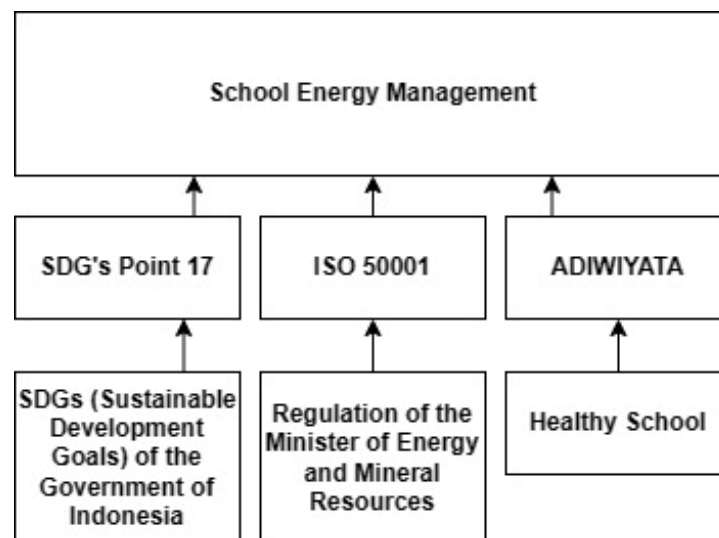 School Energy Management
SDG's Point 17
ISO 50001
ADIWIYATA
SDGs (Sustainable
Development
Goals) of the
Government of
Indonesia
Regulation of the
Minister of Energy
and Mineral
Resources
Healthy School